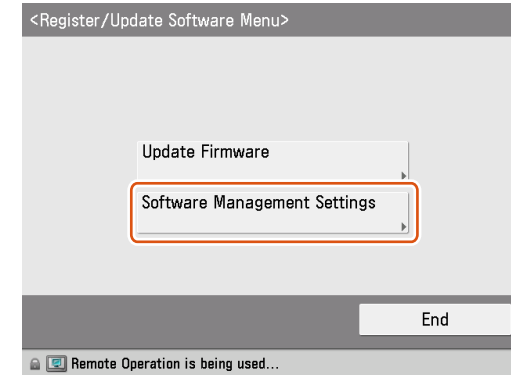 <Register/Update Software Menu>
Update Firmware
Software Management Settings
End
Remote Operation is being used...